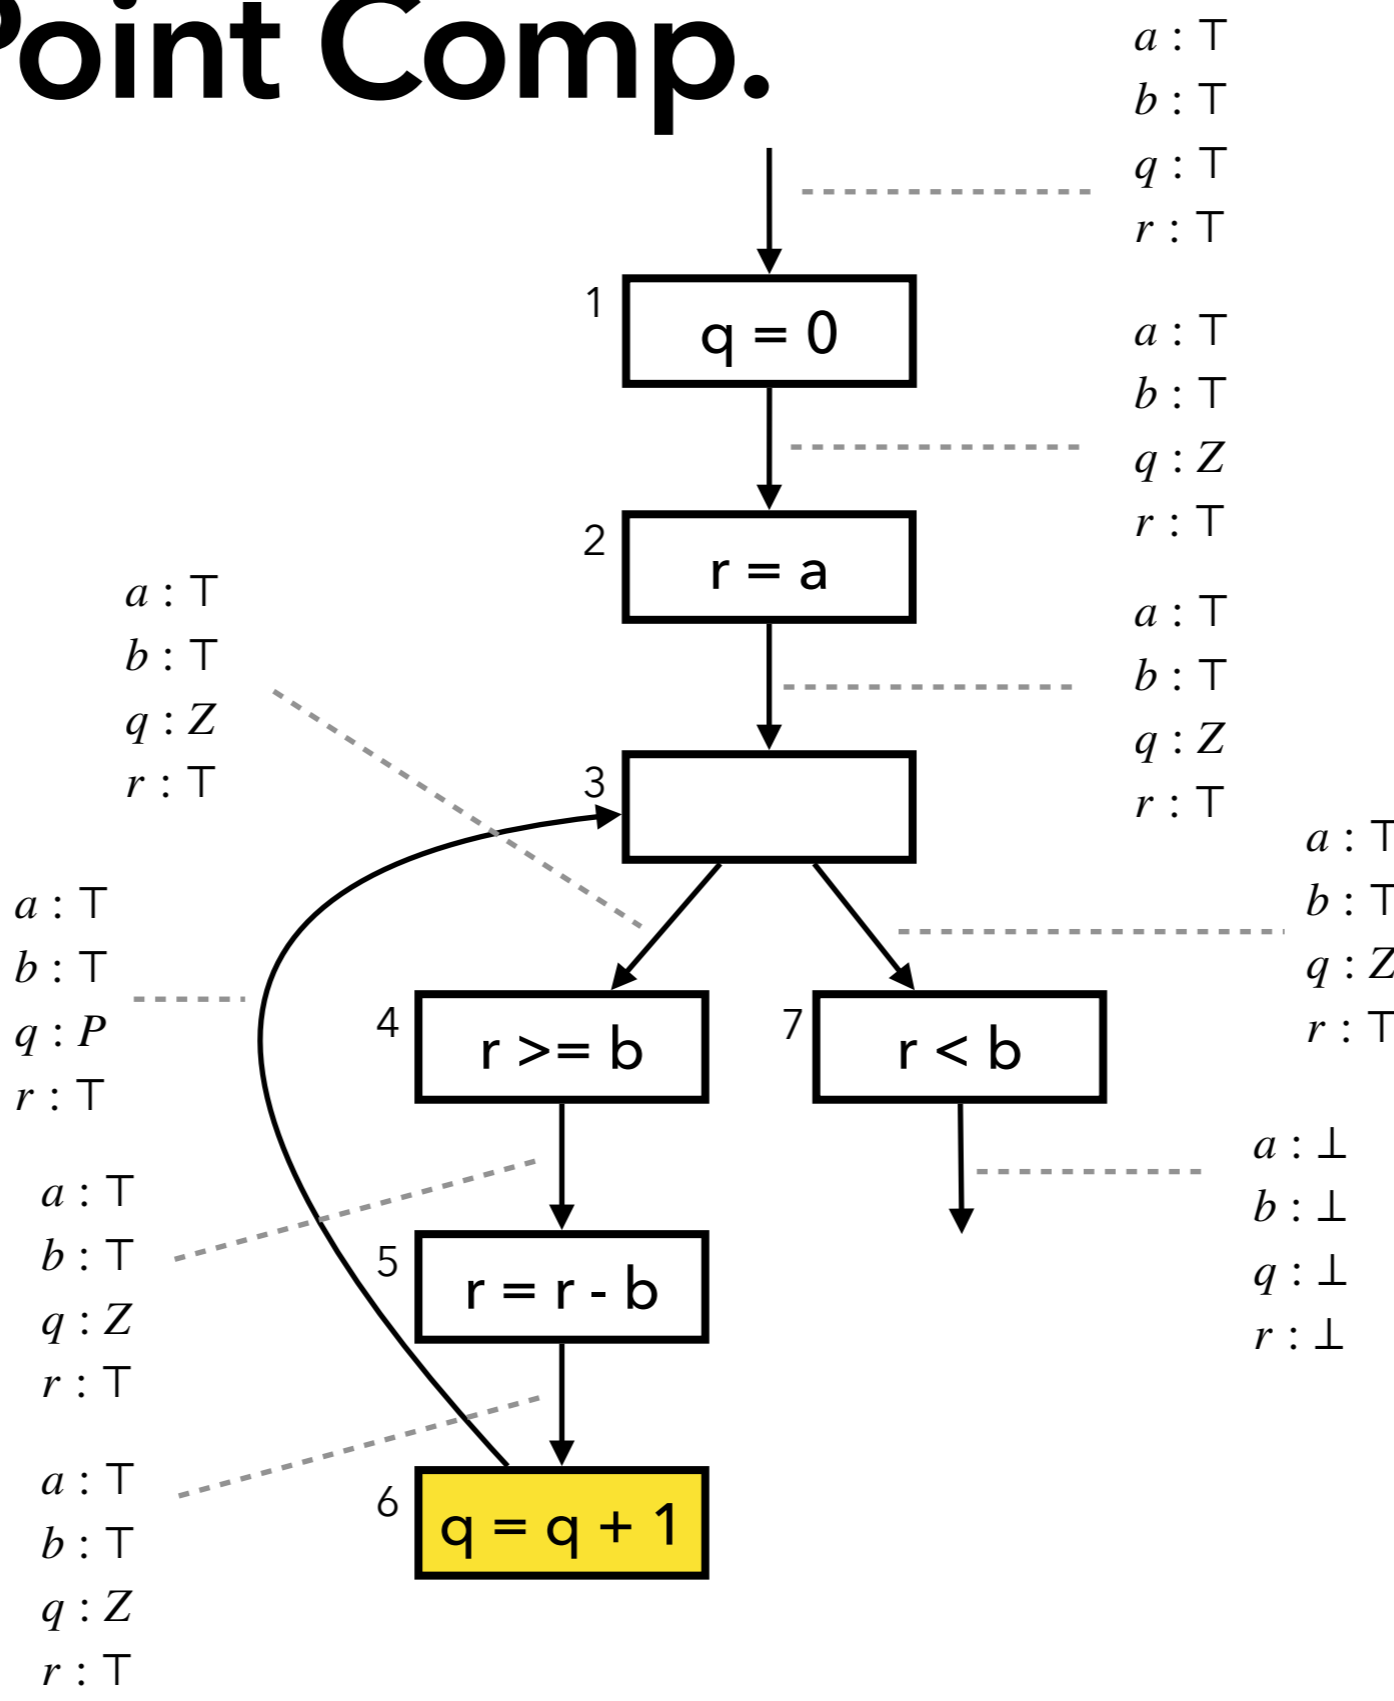 Point Comp.
a : ⊤
b : ⊤
q : ⊤
r : ⊤
1
q = 0
a : ⊤
b : ⊤
q : Z
r : ⊤
2
r = a
a : ⊤
b : ⊤
q : Z
r : ⊤
a : ⊤
b : ⊤
q : Z
r : ⊤
3
a : ⊤
b : ⊤
q : Z
r : ⊤
a : ⊤
b : ⊤
q : P
r : ⊤
4
r >= b
7
r < b
a : ⊤
b : ⊤
q : Z
r : ⊤
a : ⊥
b : ⊥
q : ⊥
r : ⊥
5
r = r - b
a : ⊤
b : ⊤
q : Z
r : ⊤
6
q = q + 1